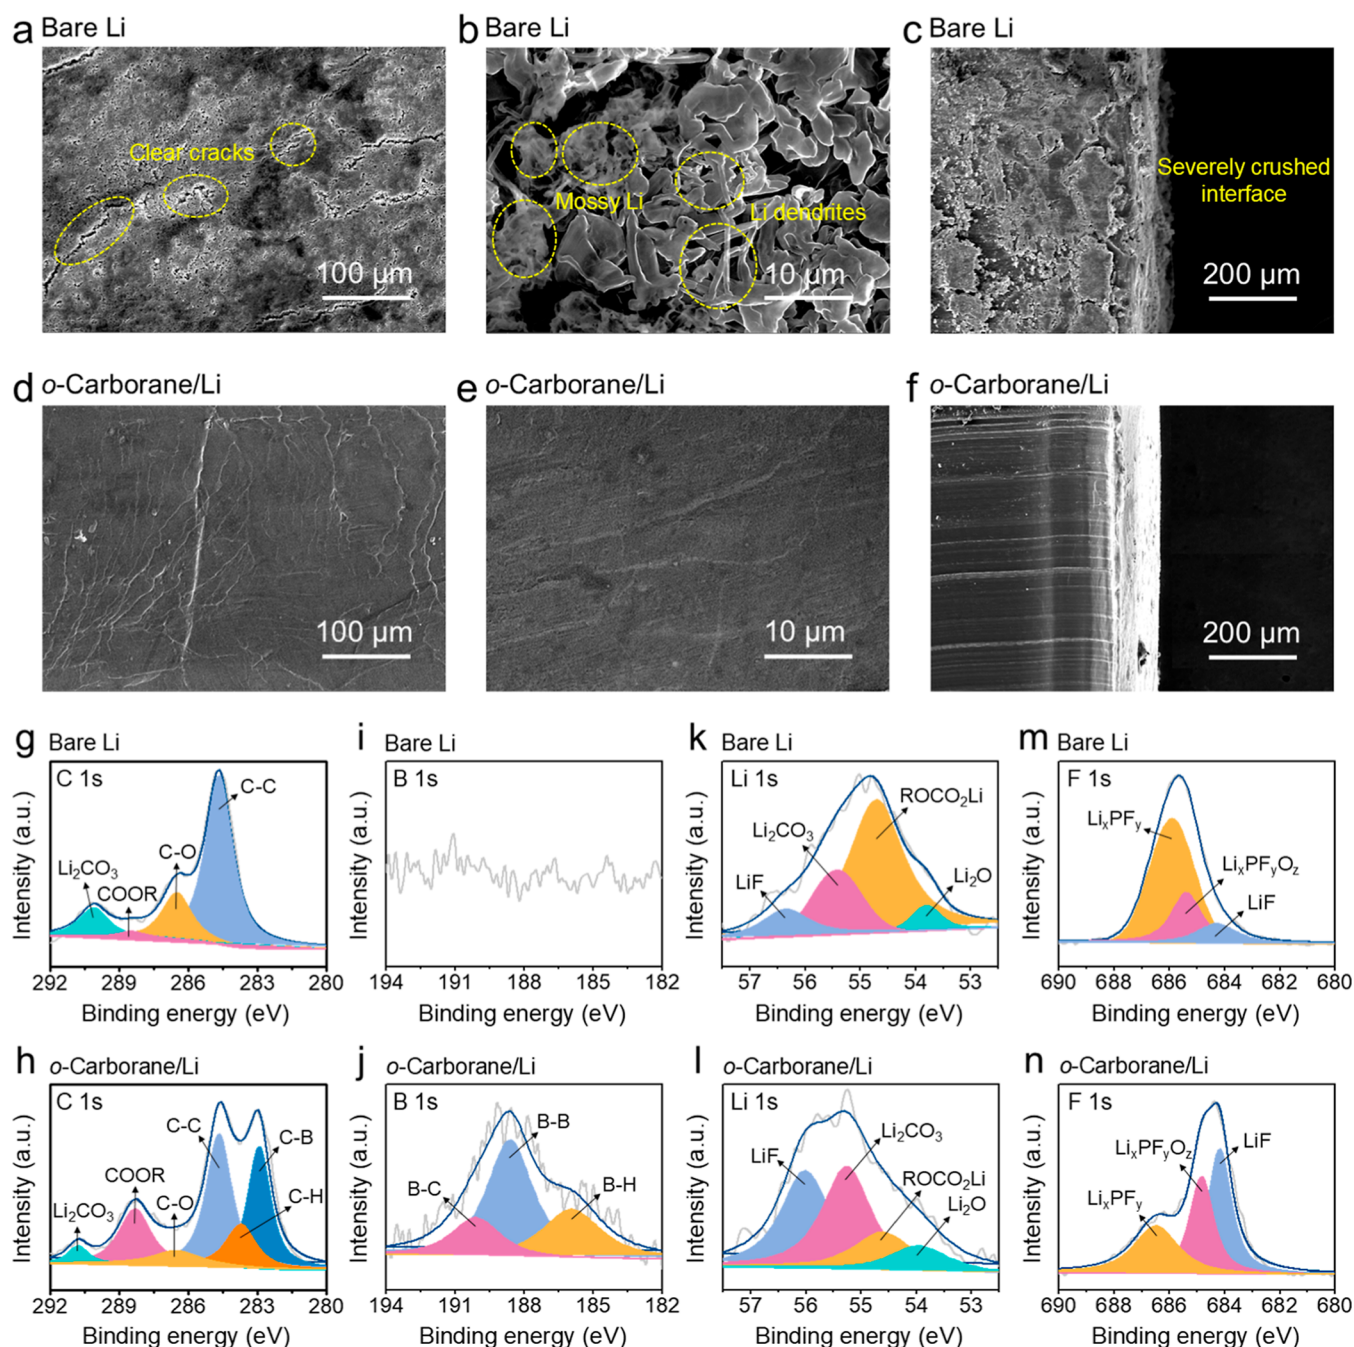 a Bare Li
b Bare Li
c Bare Li
Clear cracks
100 µm
Mossy Li
Li dendrites
10 µm
Severely crushed
interface
200 µm
d o-Carborane/Li
e o-Carborane/Li
f o-Carborane/Li
100 µm
10 µm
200 µm
g Bare Li
C 1s
C-C
C-O
Li₂CO₃
COOR
Intensity (a.u.)
292 289 286 283 280
Binding energy (eV)
i Bare Li
B 1s
Intensity (a.u.)
194 191 188 185 182
Binding energy (eV)
k Bare Li
Li 1s
ROCO₂Li
Li₂CO₃
LiF
Li₂O
Intensity (a.u.)
57 56 55 54 53
Binding energy (eV)
m Bare Li
F 1s
LiₓPFᵧ
LiₓPFᵧO_z
LiF
Intensity (a.u.)
690 688 686 684 682 680
Binding energy (eV)
h o-Carborane/Li
C 1s
C-C
C-B
COOR
C-O
C-H
Li₂CO₃
Intensity (a.u.)
292 289 286 283 280
Binding energy (eV)
j o-Carborane/Li
B 1s
B-B
B-C
B-H
Intensity (a.u.)
194 191 188 185 182
Binding energy (eV)
l o-Carborane/Li
Li 1s
Li₂CO₃
LiF
ROCO₂Li
Li₂O
Intensity (a.u.)
57 56 55 54 53
Binding energy (eV)
n o-Carborane/Li
F 1s
LiₓPFᵧO_z
LiF
LiₓPFᵧ
Intensity (a.u.)
690 688 686 684 682 680
Binding energy (eV)